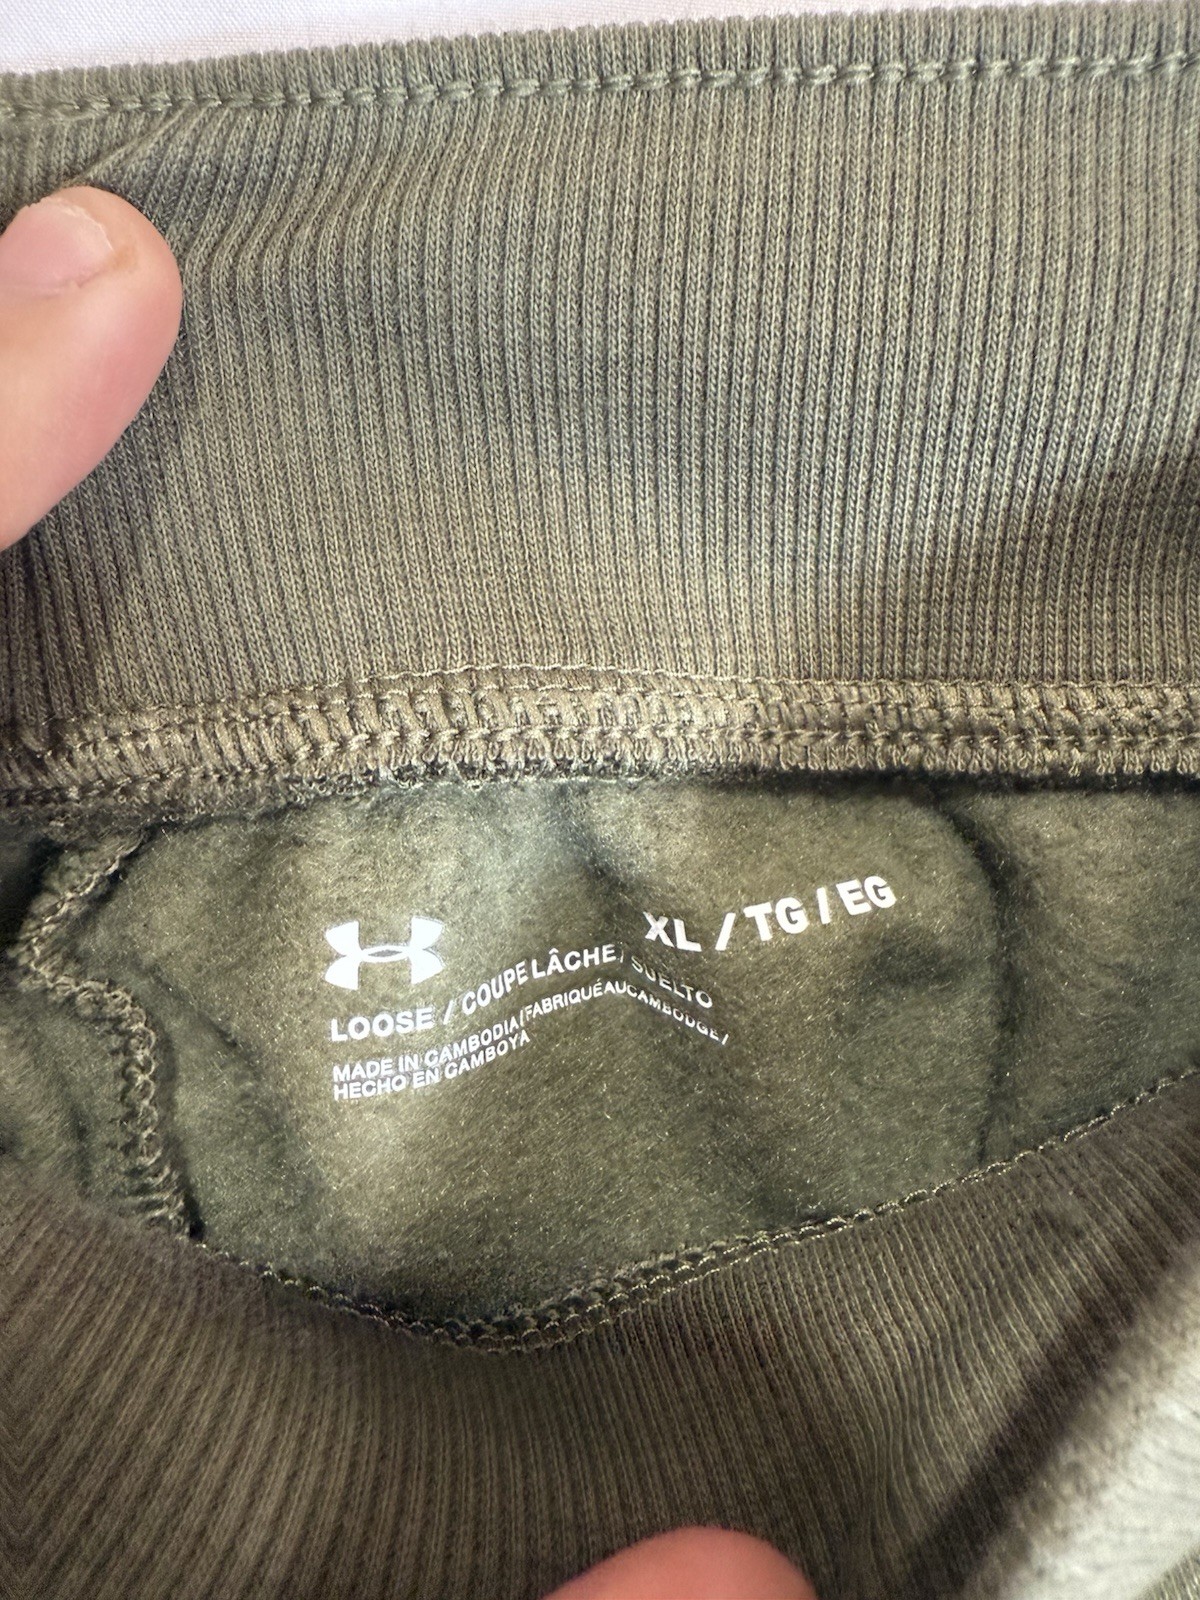 XL / TG / EG
LOOSE / COUPE LÂCHE / SUELTO
MADE IN CAMBODIA / FABRIQUÉ AU CAMBODGE /
HECHO EN CAMBOYA